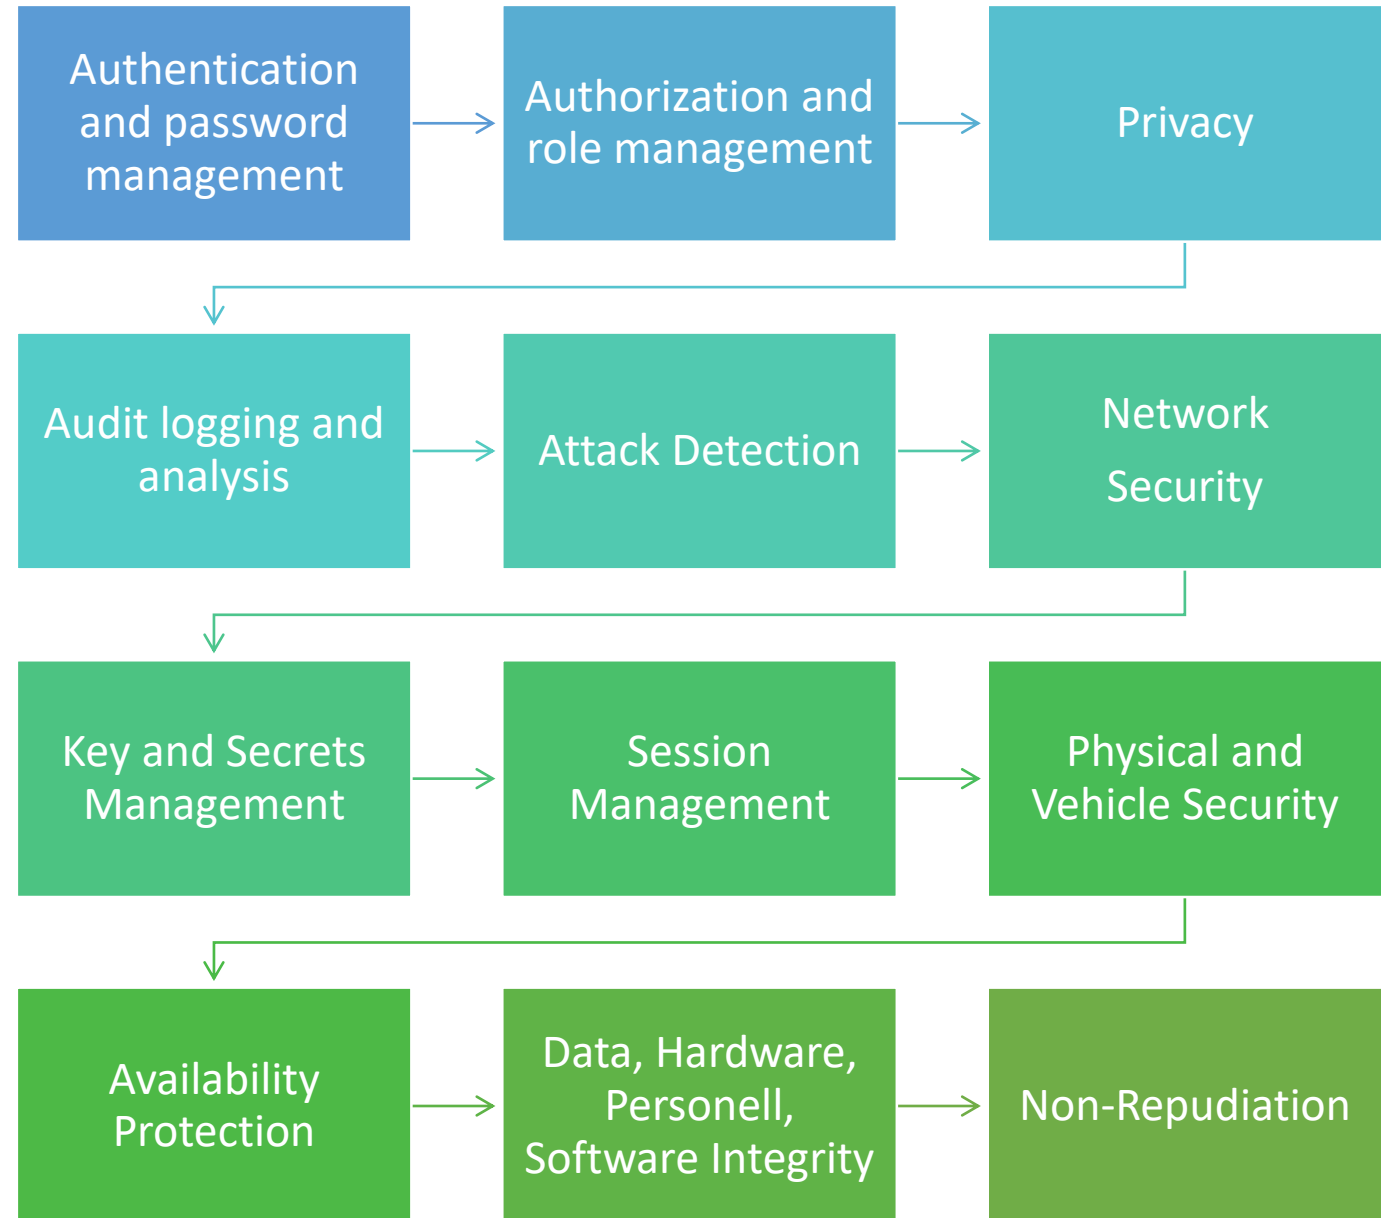 Authentication
and password
management
Authorization and
role management
Privacy
Audit logging and
analysis
Attack Detection
Network
Security
Key and Secrets
Management
Session
Management
Physical and
Vehicle Security
Availability
Protection
Data, Hardware,
Personell,
Software Integrity
Non-Repudiation